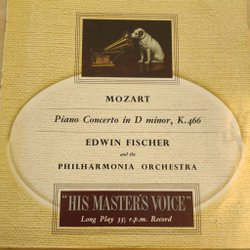 MOZART
Piano Concerto in D minor, K.466
EDWIN FISCHER
and the
PHILHARMONIA ORCHESTRA
"HIS MASTER'S VOICE"
Long Play 33⅓ r.p.m. Record